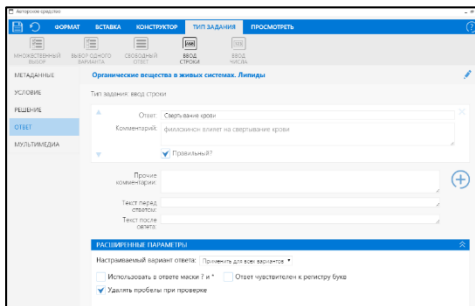 Авторское средство
ФОРМАТ ВСТАВКА КОНСТРУКТОР ТИП ЗАДАНИЯ ПРОСМОТРЕТЬ
МНОЖЕСТВЕННЫЙ ВЫБОР
ВЫБОР ОДНОГО ВАРИАНТА
СВОБОДНЫЙ ОТВЕТ
ВВОД СТРОКИ
ВВОД ЧИСЛА
МЕТАДАННЫЕ
УСЛОВИЕ
РЕШЕНИЕ
ОТВЕТ
МУЛЬТИМЕДИА
Органические вещества в живых системах. Липиды
Тип задания: ввод строки
Ответ: Свертывание крови
Комментарий: влияет на свертывание крови
Правильный?
Прочие комментарии:
Текст перед ответом:
Текст после
РАСШИРЕННЫЕ ПАРАМЕТРЫ
Настраиваемый вариант ответа: Применить для всех вариантов
Использовать в ответе маски ? и *
Ответ чувствителен к регистру букв
Удалять пробелы при проверке